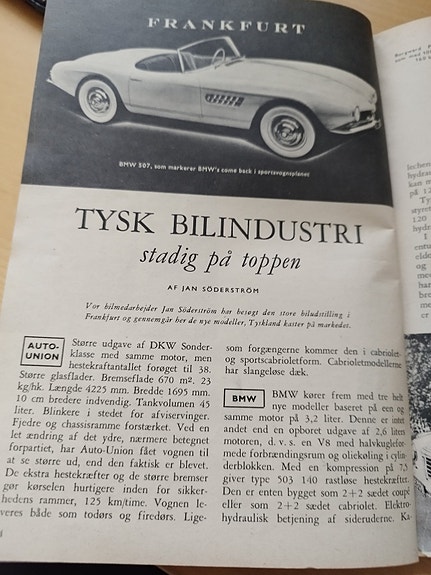 FRANKFURT
BMW 507, som markerer BMW's come back i sportsvognsplanet
TYSK BILINDUSTRI
stadig på toppen
AF JAN SÖDERSTRÖM
Vor bilmedarbejder Jan Söderström har besøgt den store biludstilling i
Frankfurt og gennemgår her de nye modeller, Tyskland kaster på markedet.
AUTO-
UNION
Større udgave af DKW Sonder-
klasse med samme motor, men
hestekraftantallet forøget til 38.
Større glasflader. Bremseflade 670 m². 23
kg/hk. Længde 4225 mm. Bredde 1695 mm.
10 cm bredere indvendig. Tankvolumen 45
liter. Blinkere i stedet for afviservinger.
Fjedre og chassisramme forstærket. Ved en
let ændring af det ydre, nærmere betegnet
forpartiet, har Auto-Union fået vognen til
at se større ud, end den faktisk er blevet.
De ekstra hestekræfter og de større bremser
gør kørselen hurtigere inden for sikker-
hedens rammer, 125 km/time. Vognen le-
veres både som todørs og firedørs. Lige-
som forgængerne kommer den i cabriolet-
og sportscabrioletform. Cabrioletmodellerne
har slangeløse dæk.
BMW
BMW kører frem med tre helt
nye modeller baseret på een og
samme motor på 3,2 liter. Denne er intet
andet end en opboret udgave af 2,6 liters
motoren, d. v. s. en V8 med halvkuglefor-
mede forbrændingsrum og oliekøling i cylin-
derblokken. Med en kompression på 7,5
giver type 503 140 rastløse hestekræfter.
Den er enten bygget som 2+2 sædet coupé
eller som 2+2 sædet cabriolet. Elektro-
hydraulisk betjening af sideruderne. Ka-